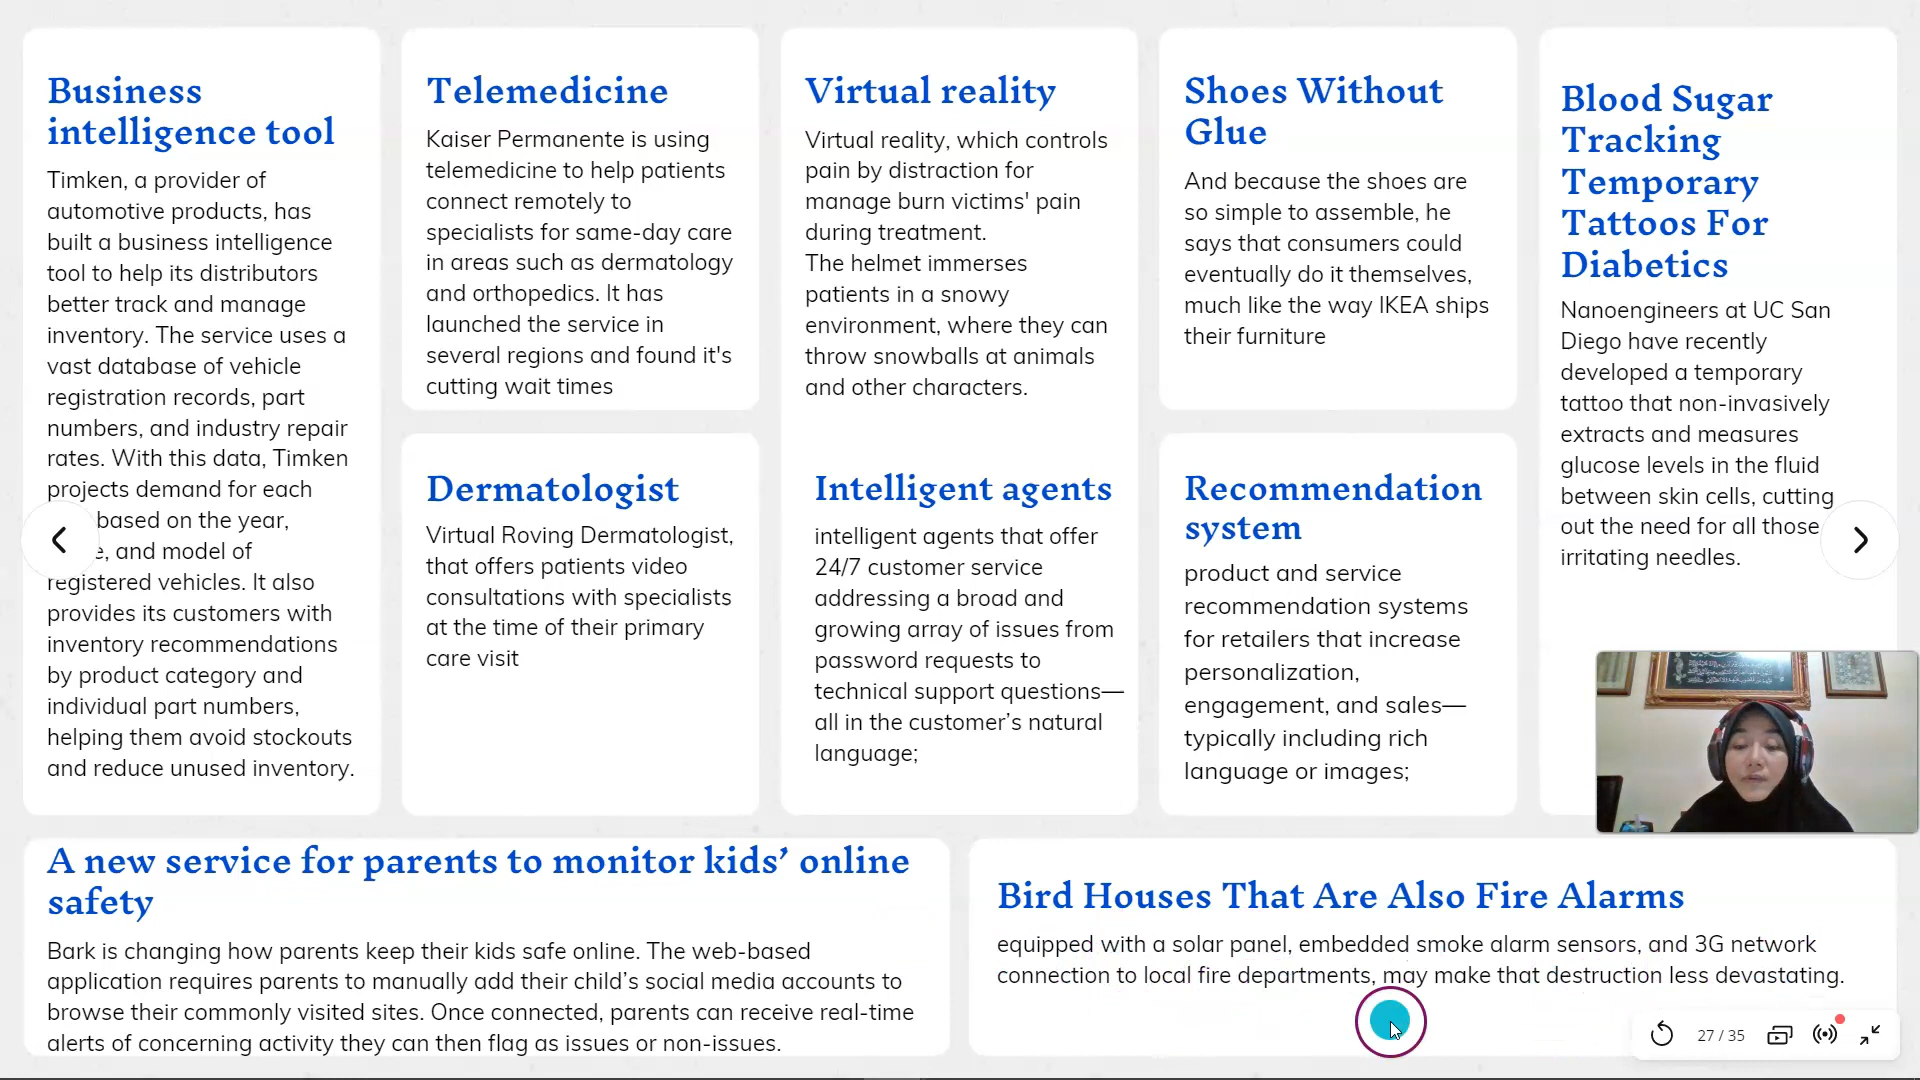 Business
intelligence tool
Timken, a provider of
automotive products, has
built a business intelligence
tool to help its distributors
better track and manage
inventory. The service uses a
vast database of vehicle
registration records, part
numbers, and industry repair
rates. With this data, Timken
projects demand for each
based on the year,
and model of
registered vehicles. It also
provides its customers with
inventory recommendations
by product category and
individual part numbers,
helping them avoid stockouts
and reduce unused inventory.
Telemedicine
Kaiser Permanente is using
telemedicine to help patients
connect remotely to
specialists for same-day care
in areas such as dermatology
and orthopedics. It has
launched the service in
several regions and found it's
cutting wait times
Dermatologist
Virtual Roving Dermatologist,
that offers patients video
consultations with specialists
at the time of their primary
care visit
Virtual reality
Virtual reality, which controls
pain by distraction for
manage burn victims' pain
during treatment.
The helmet immerses
patients in a snowy
environment, where they can
throw snowballs at animals
and other characters.
Intelligent agents
intelligent agents that offer
24/7 customer service
addressing a broad and
growing array of issues from
password requests to
technical support questions—
all in the customer’s natural
language;
Shoes Without
Glue
And because the shoes are
so simple to assemble, he
says that consumers could
eventually do it themselves,
much like the way IKEA ships
their furniture
Recommendation
system
product and service
recommendation systems
for retailers that increase
personalization,
engagement, and sales—
typically including rich
language or images;
Blood Sugar
Tracking
Temporary
Tattoos For
Diabetics
Nanoengineers at UC San
Diego have recently
developed a temporary
tattoo that non-invasively
extracts and measures
glucose levels in the fluid
between skin cells, cutting
out the need for all those
irritating needles.
A new service for parents to monitor kids’ online
safety
Bark is changing how parents keep their kids safe online. The web-based
application requires parents to manually add their child’s social media accounts to
browse their commonly visited sites. Once connected, parents can receive real-time
alerts of concerning activity they can then flag as issues or non-issues.
Bird Houses That Are Also Fire Alarms
equipped with a solar panel, embedded smoke alarm sensors, and 3G network
connection to local fire departments, may make that destruction less devastating.
27 / 35